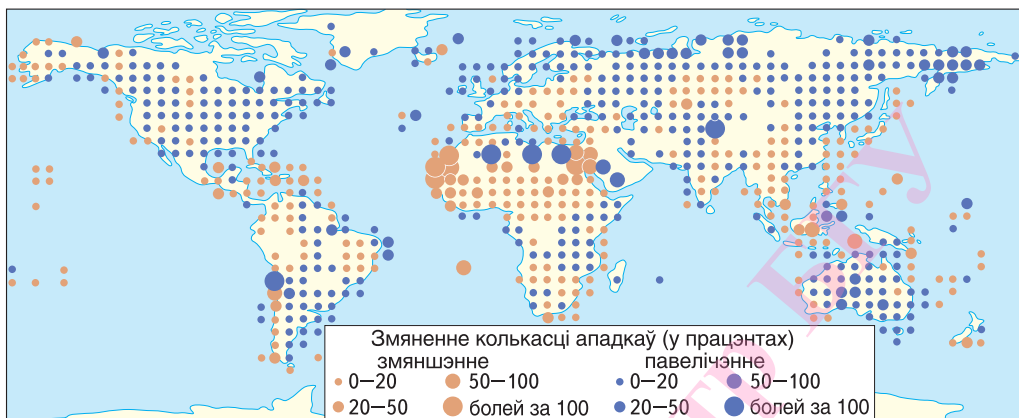 Змяненне колькасці ападкаў (у працэнтах)
змяншэнне павелічэнне
0–20 50–100 0–20 50–100
20–50 болей за 100 20–50 болей за 100